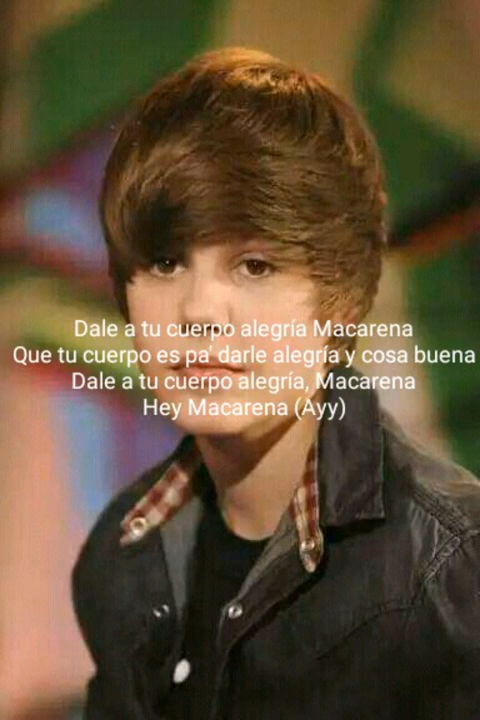 Dale a tu cuerpo alegría Macarena
Que tu cuerpo es pa' darle alegría y cosa buena
Dale a tu cuerpo alegría, Macarena
Hey Macarena (Ayy)